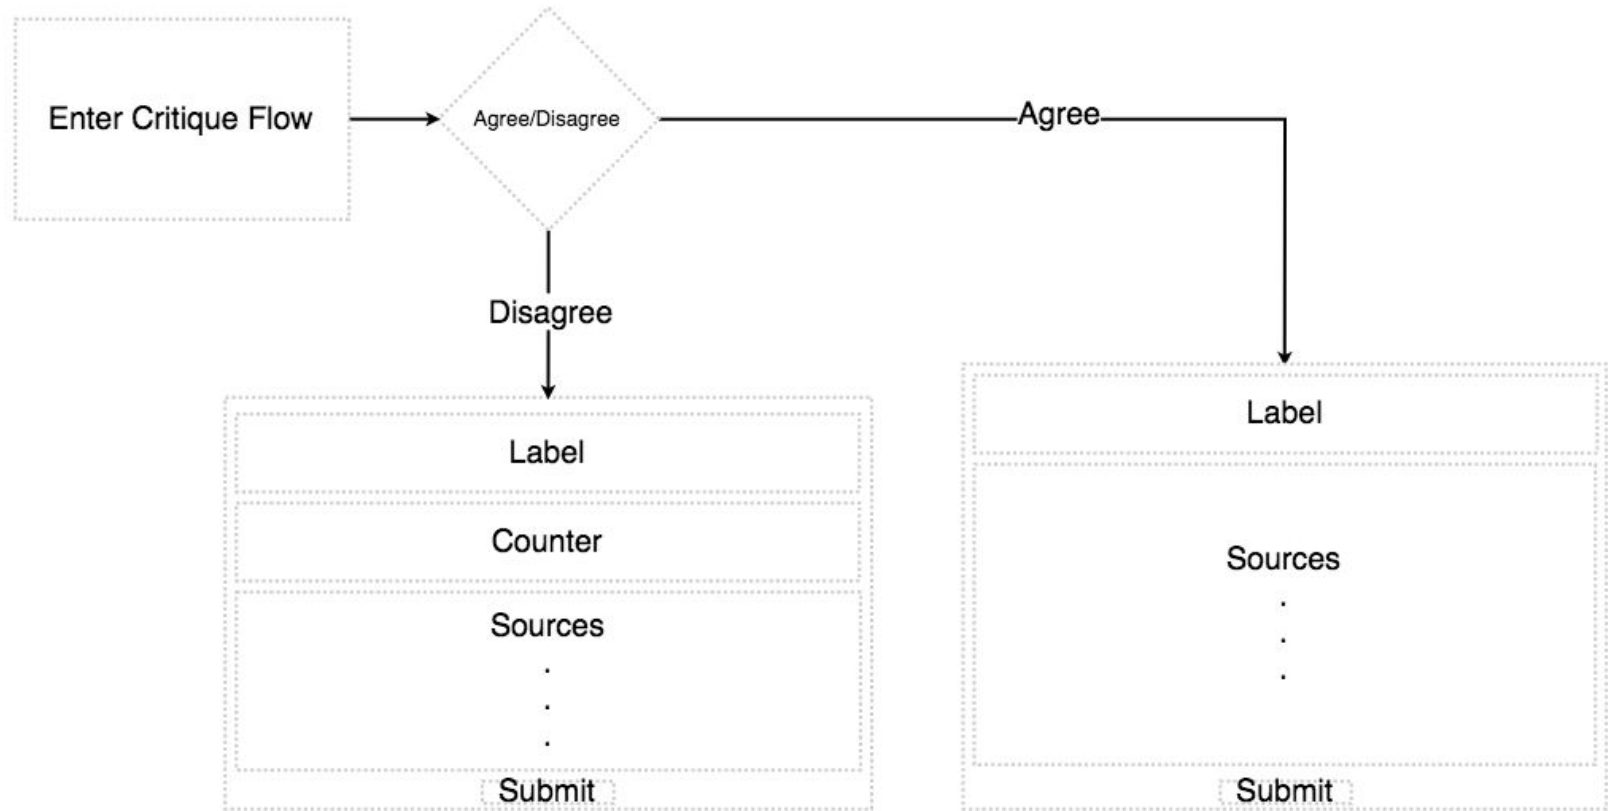 Enter Critique Flow
Agree/Disagree
Agree
Disagree
Label
Counter
Sources
.
.
.
Submit
Label
Sources
.
.
.
Submit